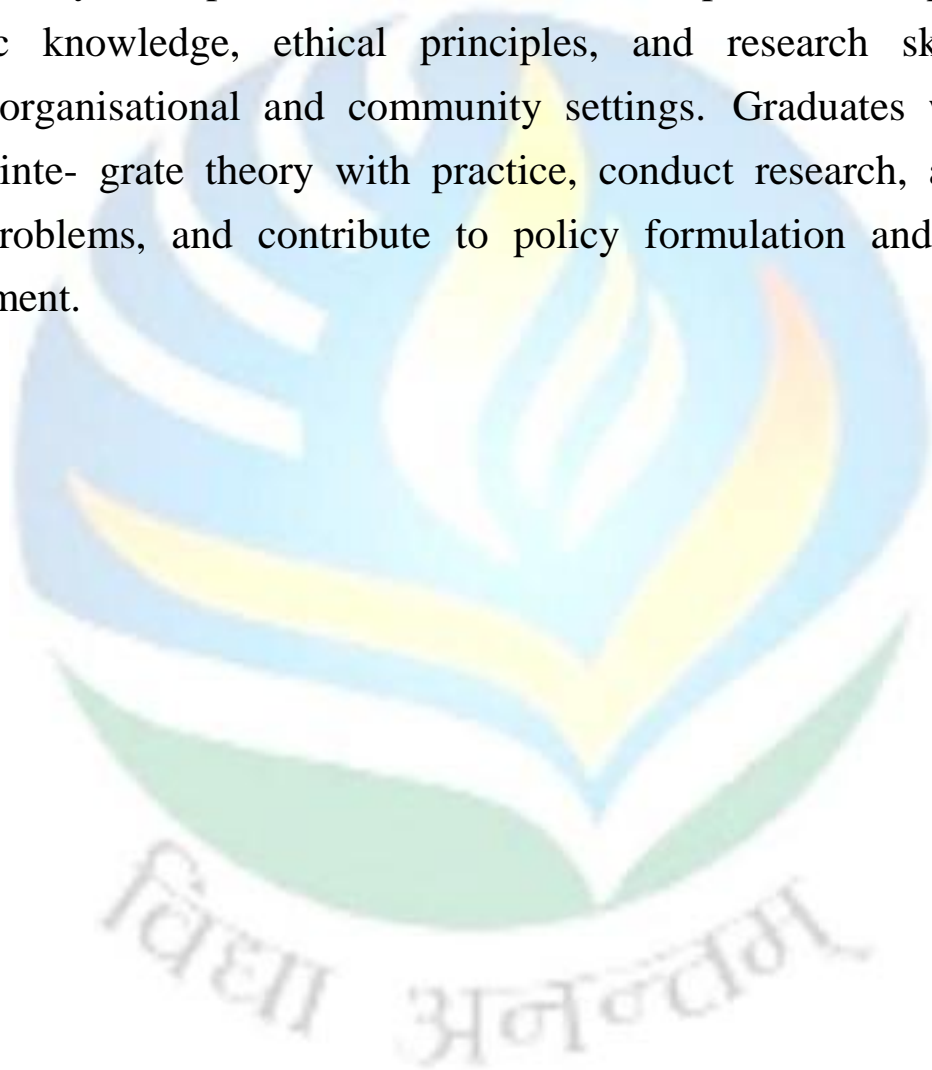 knowledge, ethical principles, and research
organisational and community settings. Graduates
inte- grate theory with practice, conduct research,
roblems, and contribute to policy formulation and
ment.
विद्या अनन्तम्